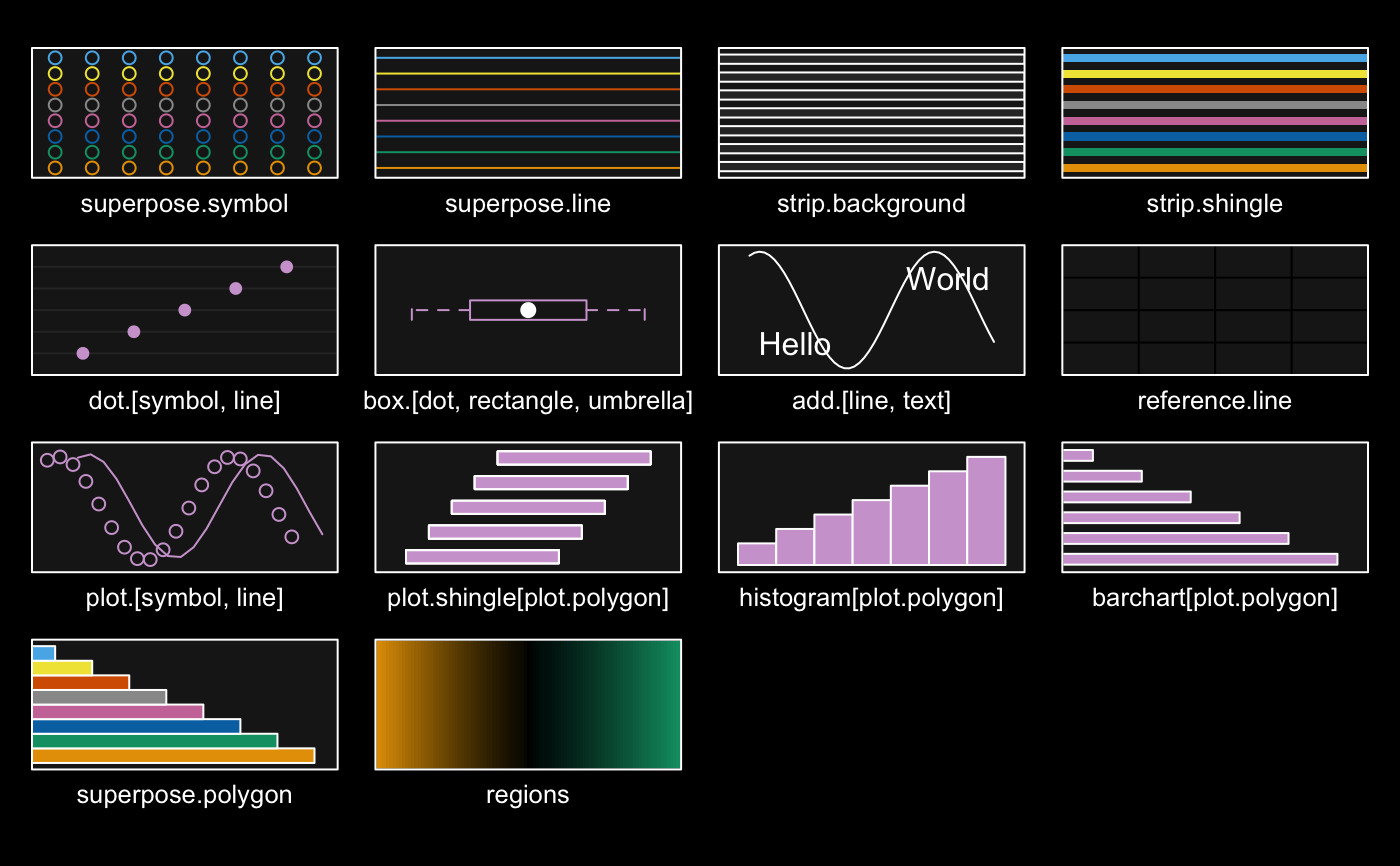 superpose.symbol
superpose.line
strip.background
strip.shingle
dot.[symbol, line]
box.[dot, rectangle, umbrella]
World
Hello
add.[line, text]
reference.line
plot.[symbol, line]
plot.shingle[plot.polygon]
histogram[plot.polygon]
barchart[plot.polygon]
superpose.polygon
regions